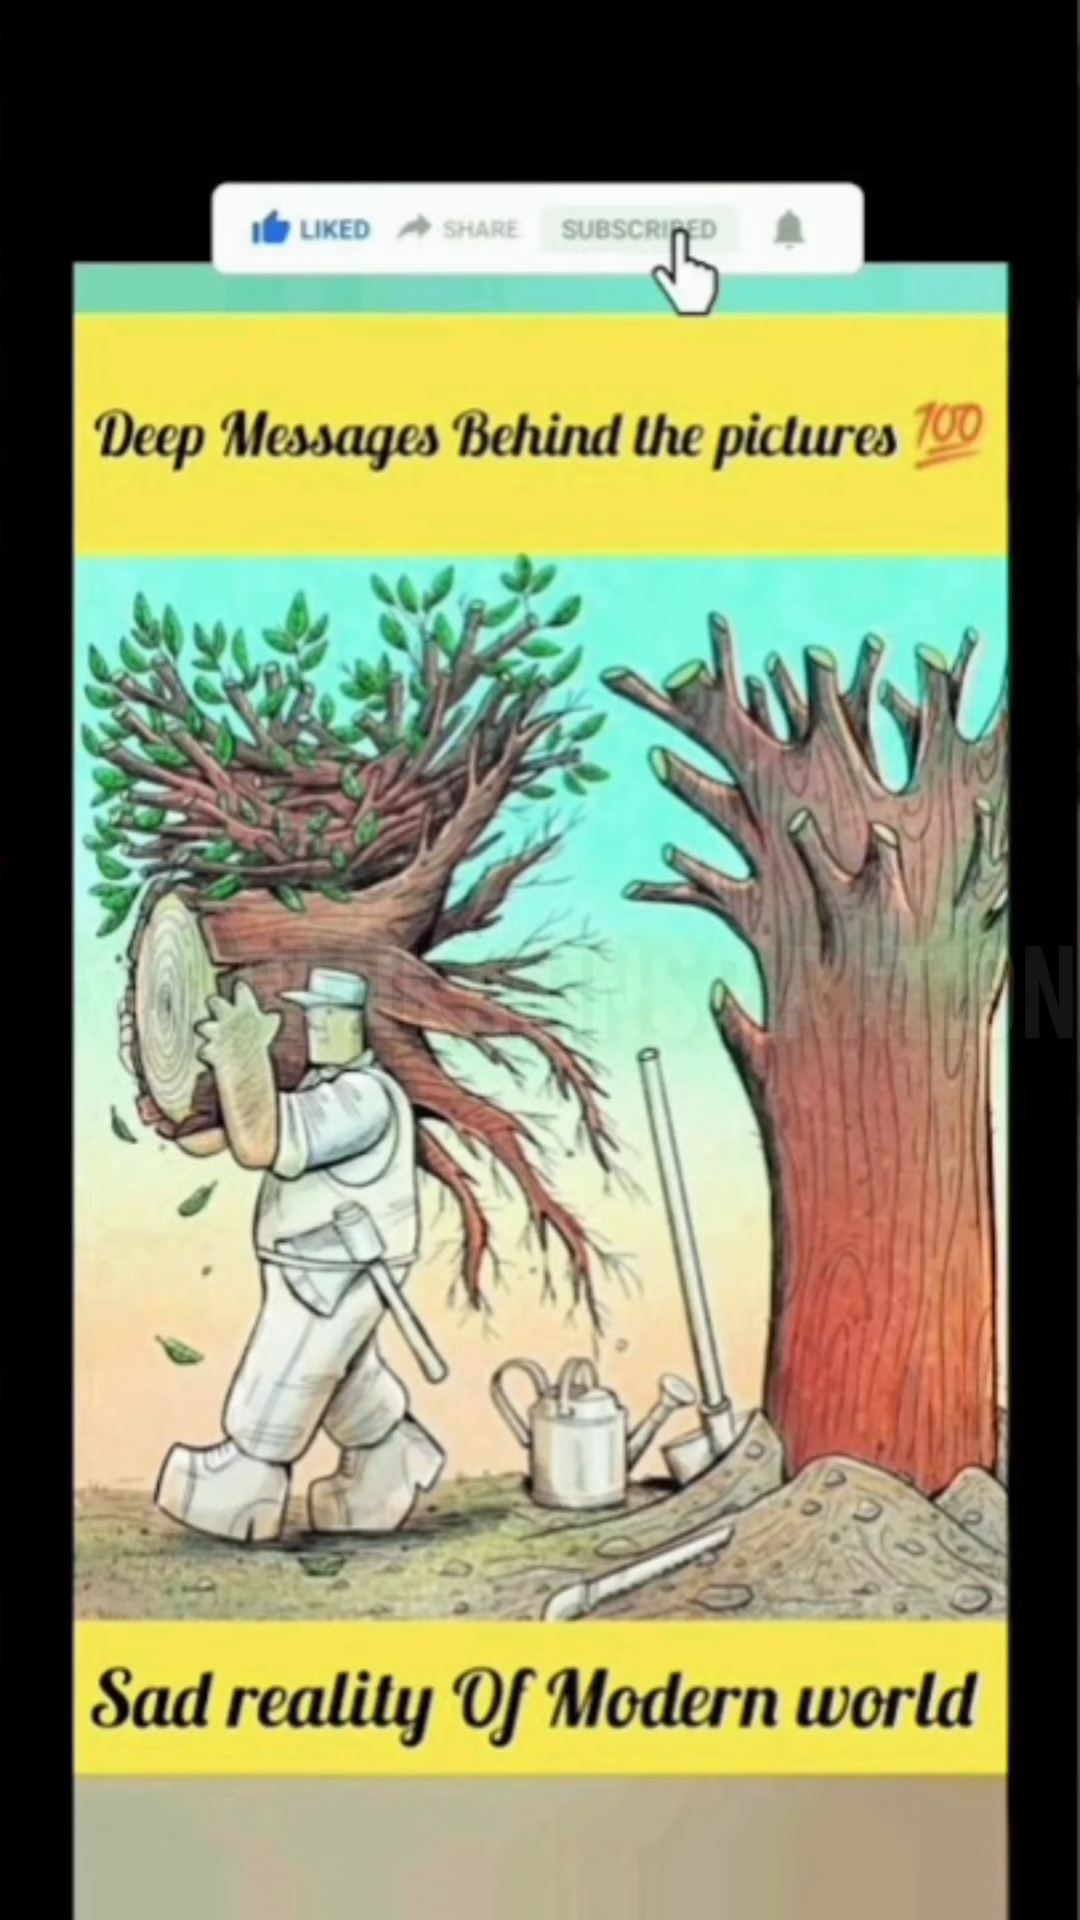 LIKED SHARE SUBSCRIBED
Deep Messages Behind the pictures 💯
Sad reality Of Modern world